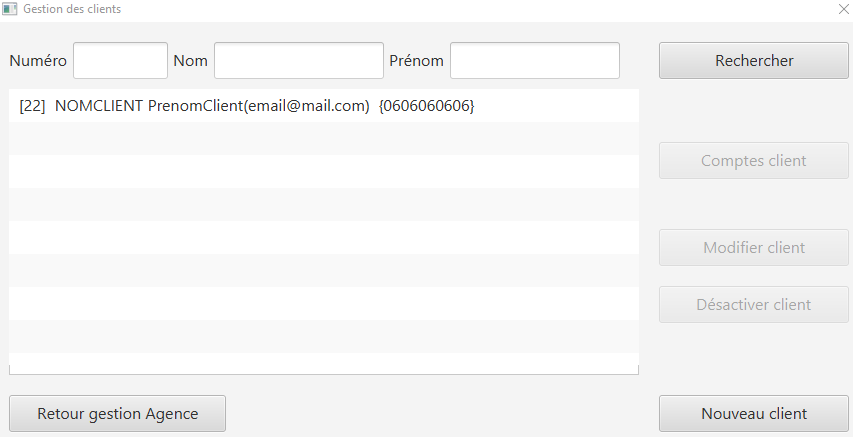 Gestion des clients
Numéro Nom Prénom Rechercher
[22] NOMCLIENT PrenomClient(email@mail.com) {0606060606}
Comptes client
Modifier client
Désactiver client
Retour gestion Agence Nouveau client